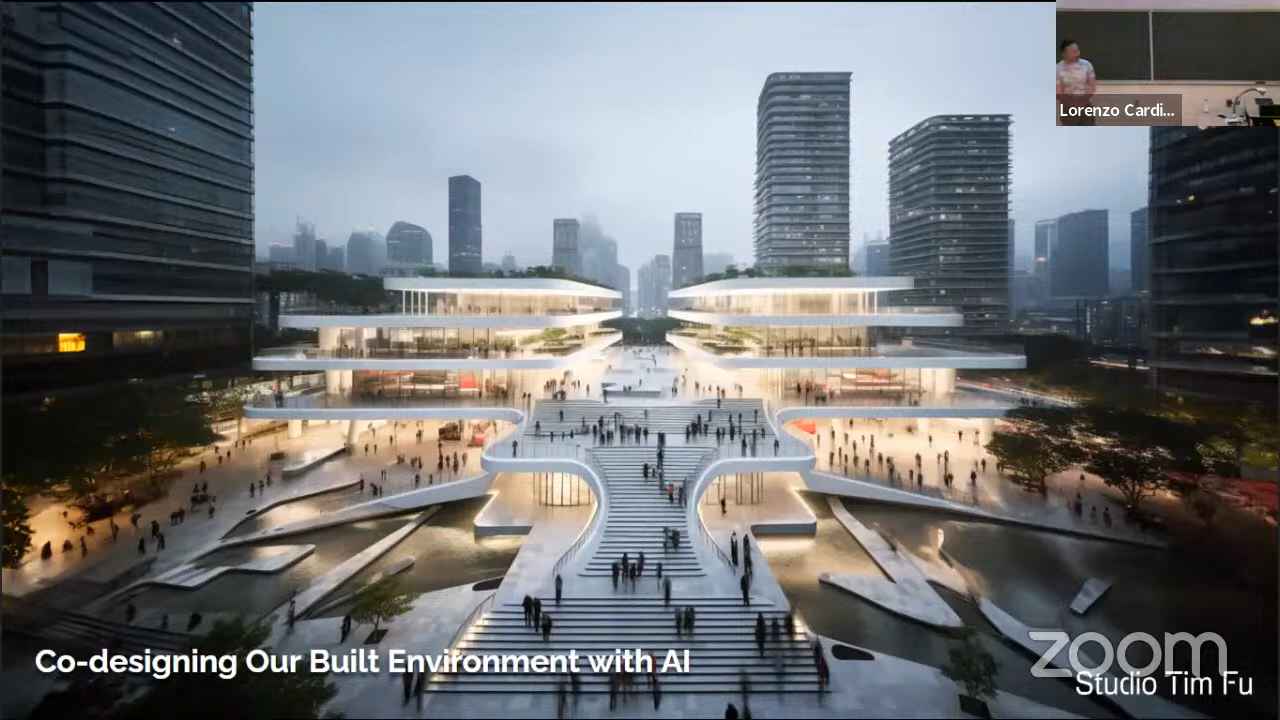 Lorenzo Cardi...
Co-designing Our Built Environment with AI
zoom
Studio Tim Fu